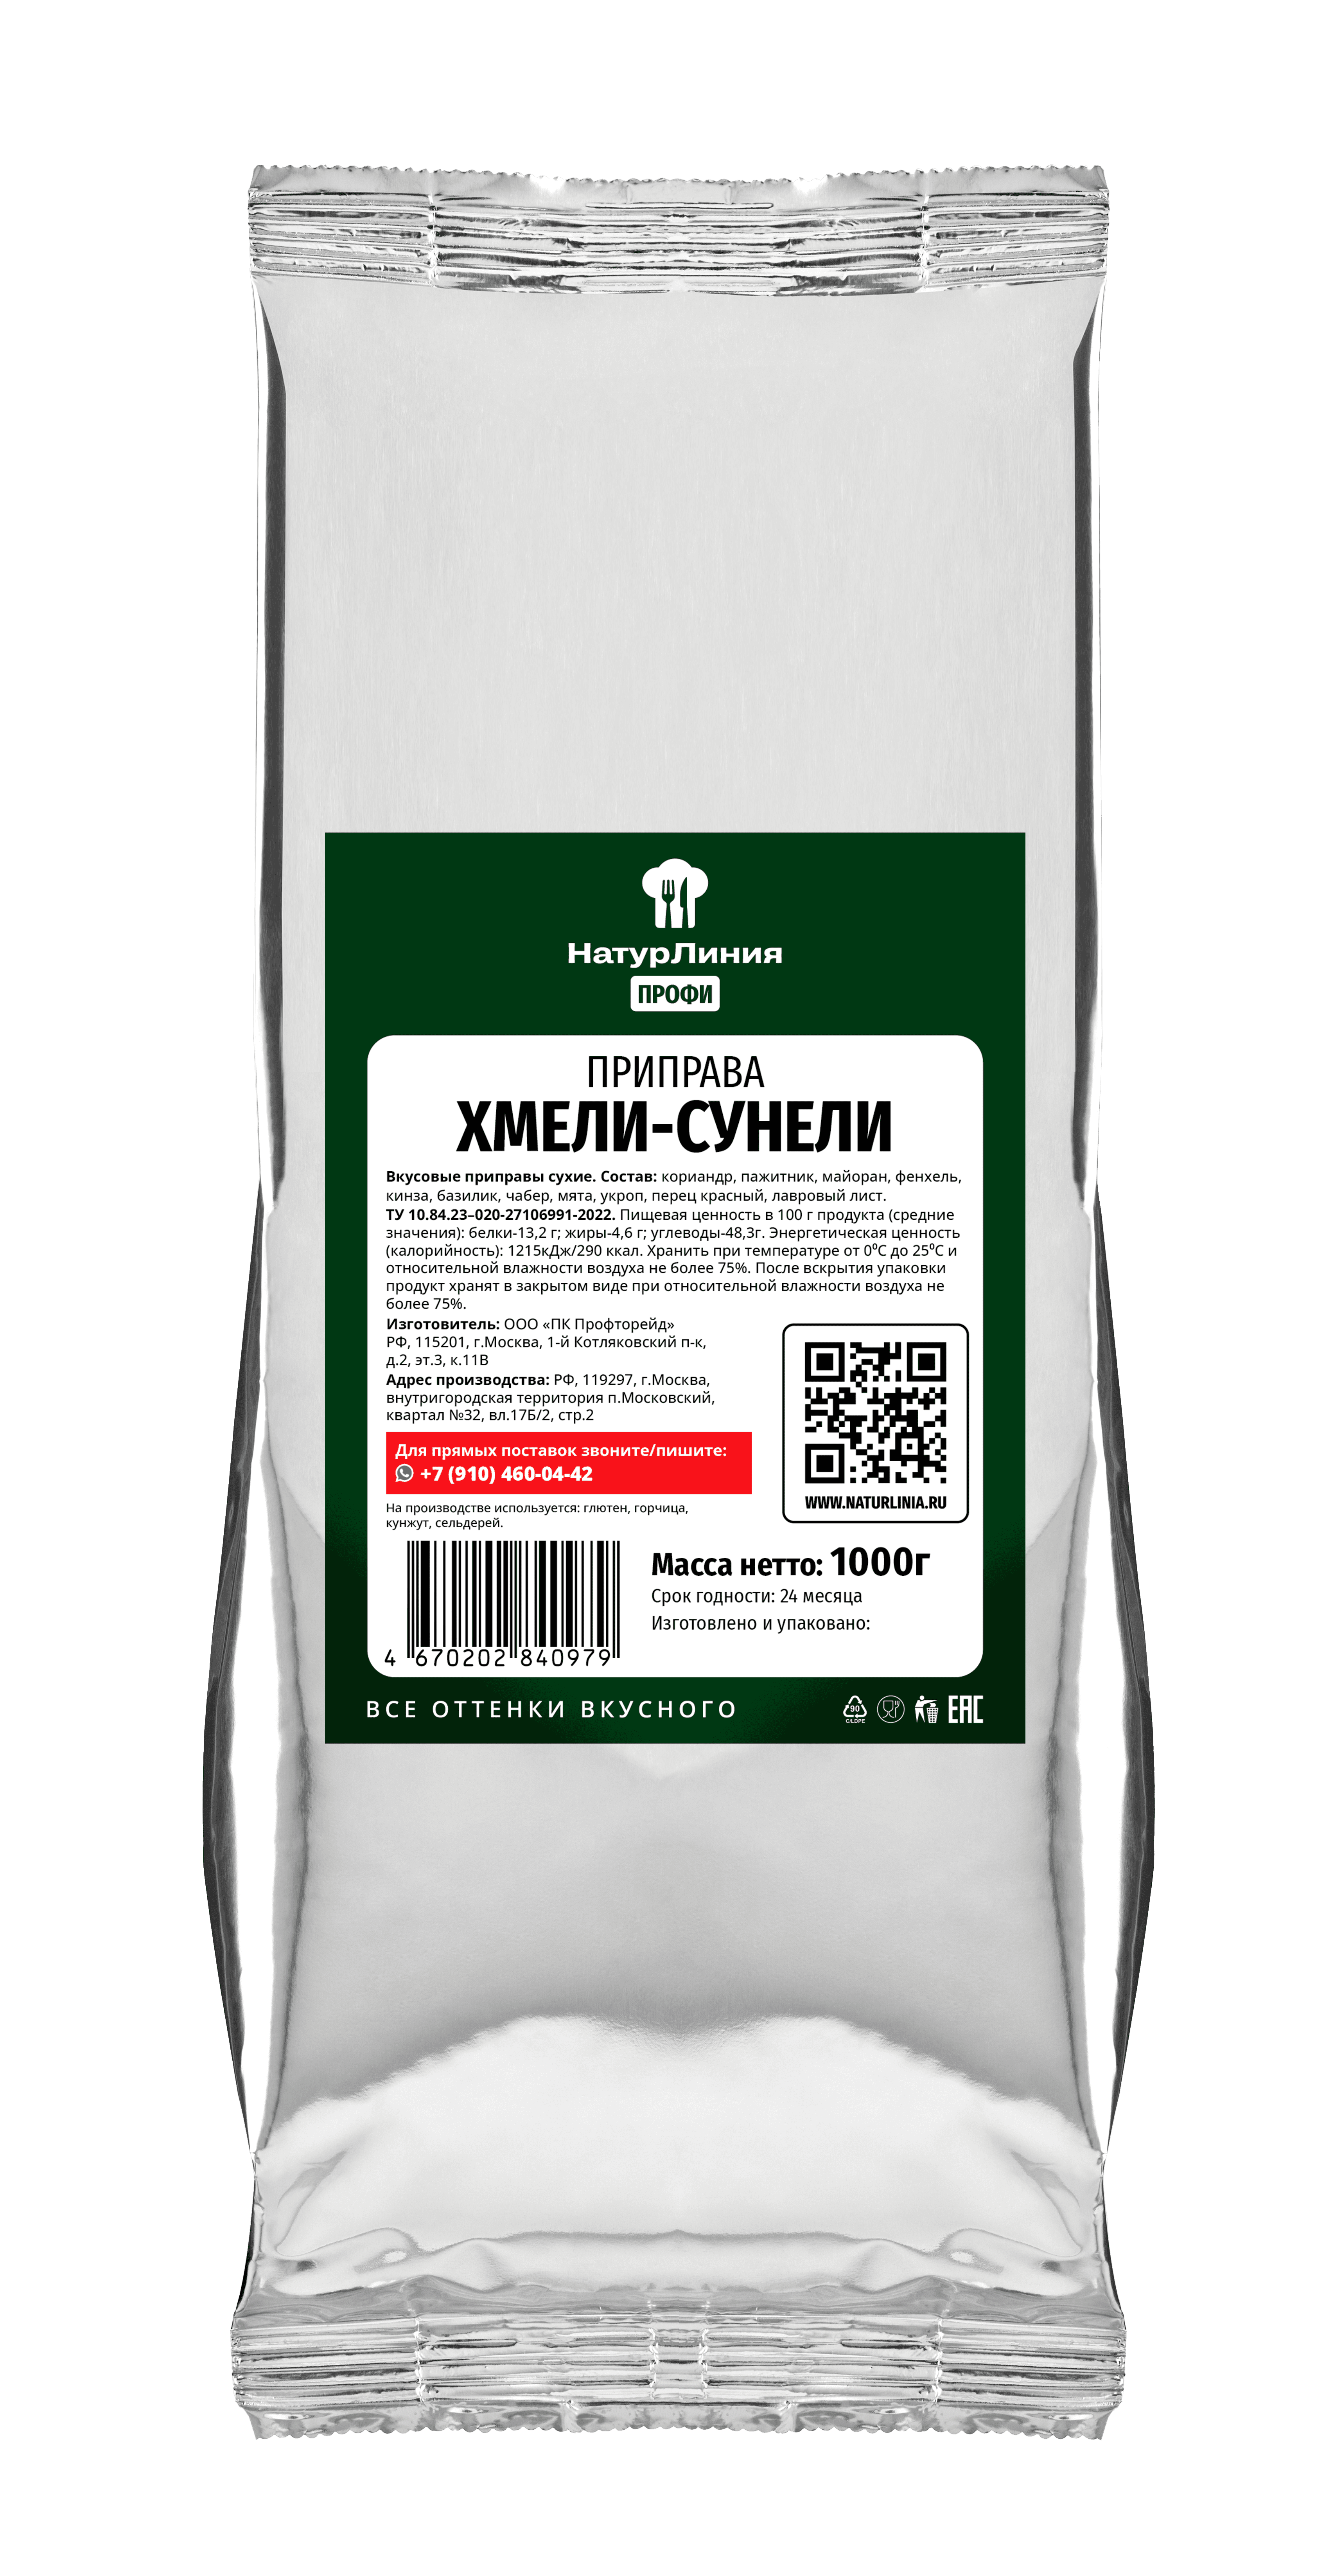 НатурЛиния
ПРОФИ
ПРИПРАВА
ХМЕЛИ-СУНЕЛИ
Вкусовые приправы сухие. Состав: кориандр, пажитник, майоран, фенхель,
кинза, базилик, чабер, мята, укроп, перец красный, лавровый лист.
ТУ 10.84.23–020-27106991-2022. Пищевая ценность в 100 г продукта (средние
значения): белки-13,2 г; жиры-4,6 г; углеводы-48,3г. Энергетическая ценность
(калорийность): 1215кДж/290 ккал. Хранить при температуре от 0⁰С до 25⁰С и
относительной влажности воздуха не более 75%. После вскрытия упаковки
продукт хранят в закрытом виде при относительной влажности воздуха не
более 75%.
Изготовитель: ООО «ПК Профторейд»
РФ, 115201, г.Москва, 1-й Котляковский п-к,
д.2, эт.3, к.11В
Адрес производства: РФ, 119297, г.Москва,
внутригородская территория п.Московский,
квартал №32, вл.17Б/2, стр.2
Для прямых поставок звоните/пишите:
+7 (910) 460-04-42
WWW.NATURLINIA.RU
На производстве используется: глютен, горчица,
кунжут, сельдерей.
4 670202 840979
Масса нетто: 1000г
Срок годности: 24 месяца
Изготовлено и упаковано:
ВСЕ ОТТЕНКИ ВКУСНОГО
90
C/LDPE
EAC